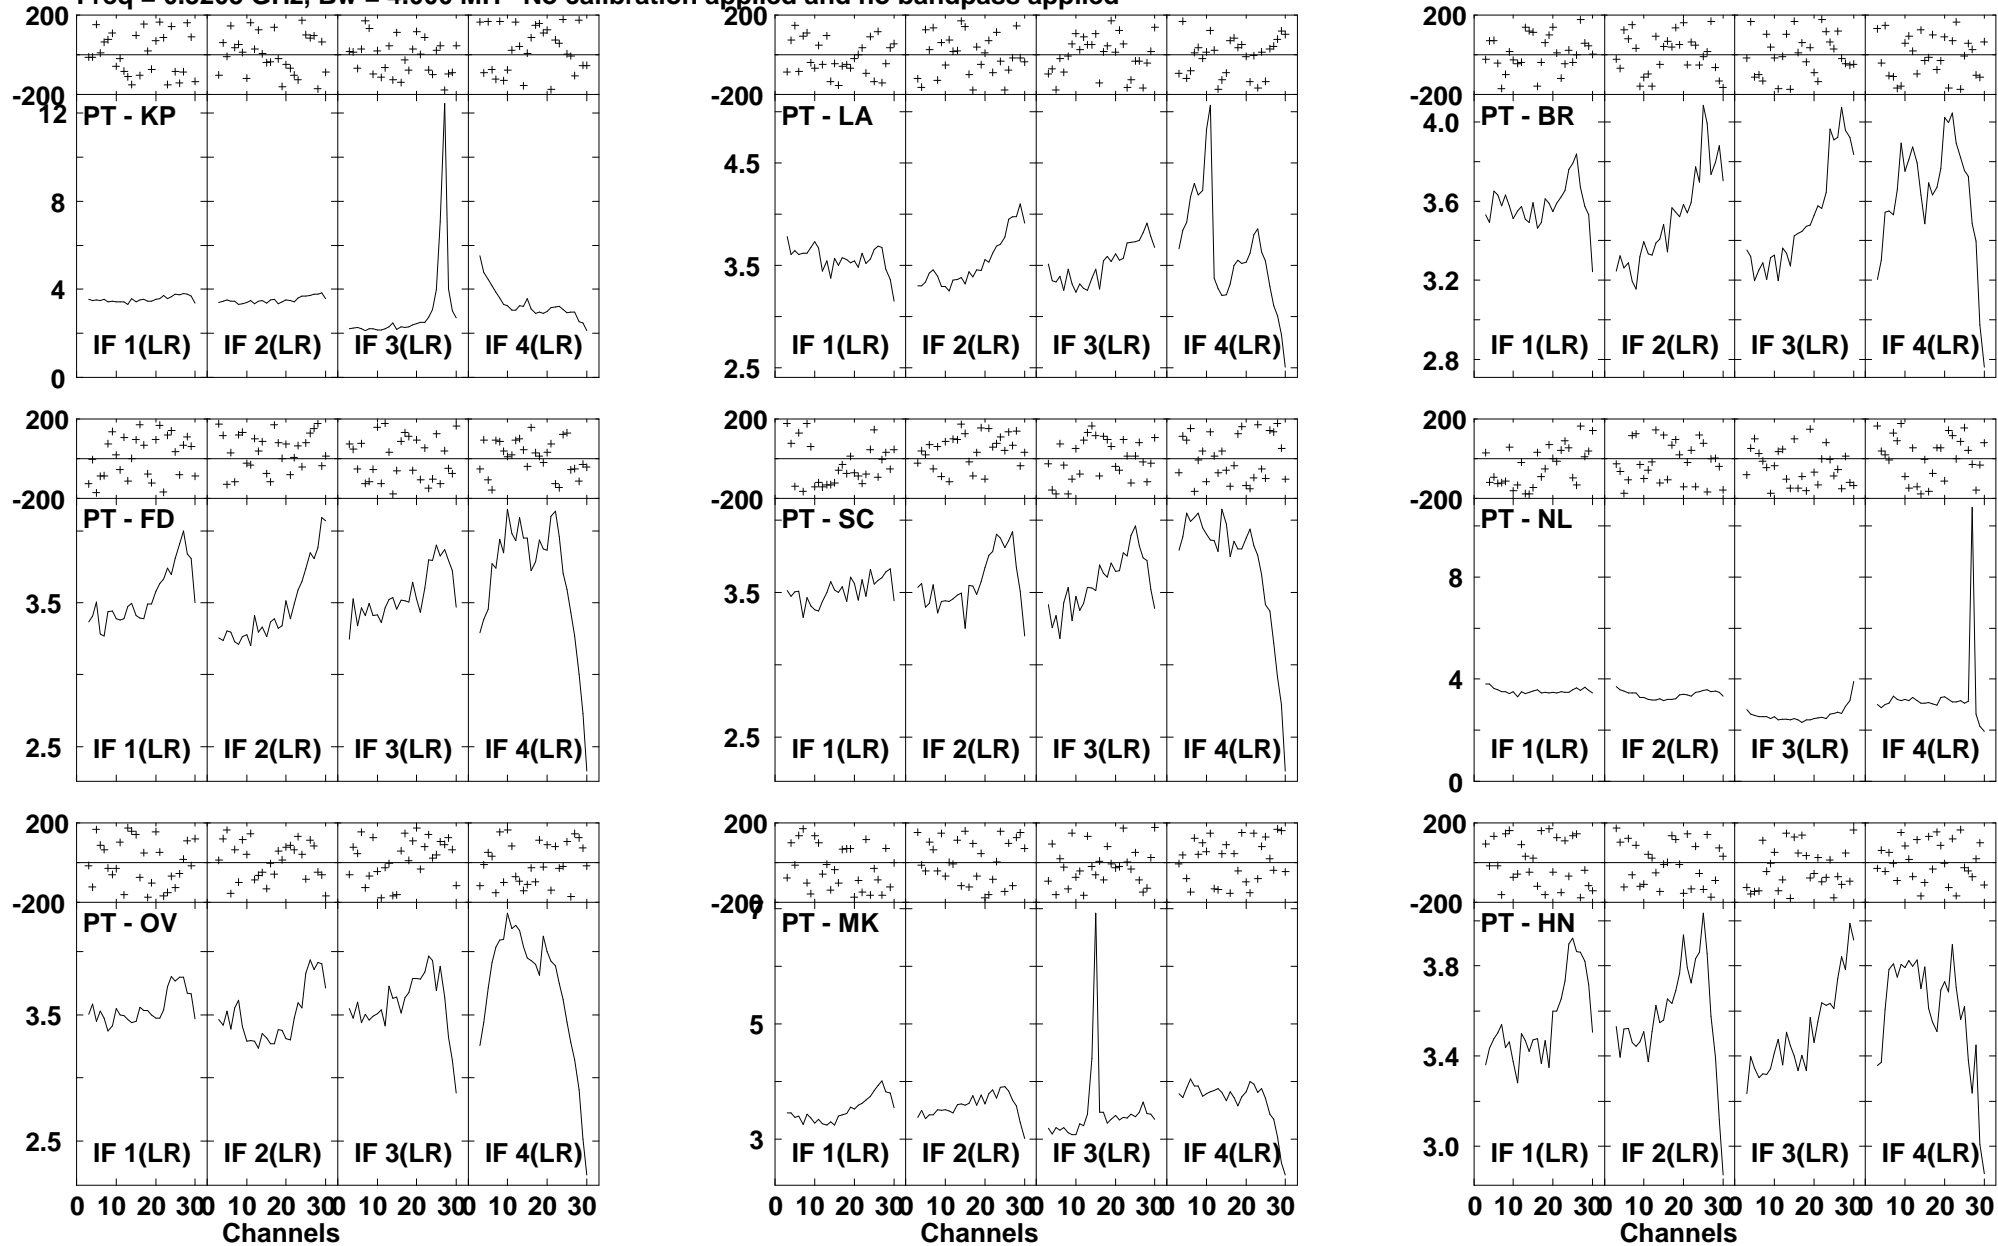 No calibration applied and no bandpass applied
200 200 200
-200 -200 -200
12 PT - KP PT - LA 4.0 PT - BR
4.5
8 3.6
3.5
4 3.2
IF 1(LR) IF 2(LR) IF 3(LR) IF 4(LR) IF 1(LR) IF 2(LR) IF 3(LR) IF 4(LR) IF 1(LR) IF 2(LR) IF 3(LR) IF 4(LR)
0 2.5 2.8
200 200 200
-200 -200 -200
PT - FD PT - SC PT - NL
8
3.5 3.5
4
2.5 IF 1(LR) IF 2(LR) IF 3(LR) IF 4(LR) 2.5 IF 1(LR) IF 2(LR) IF 3(LR) IF 4(LR) IF 1(LR) IF 2(LR) IF 3(LR) IF 4(LR)
0
200 200 200
-200 -200 -200
PT - OV 7 PT - MK PT - HN
3.8
3.5 5
3.4
2.5 IF 1(LR) IF 2(LR) IF 3(LR) IF 4(LR) 3 IF 1(LR) IF 2(LR) IF 3(LR) IF 4(LR) 3.0 IF 1(LR) IF 2(LR) IF 3(LR) IF 4(LR)
0 10 20 30 0 10 20 30 0 10 20 30 0 10 20 30 0 10 20 30 0 10 20 30 0 10 20 30 0 10 20 30 0 10 20 30 0 10 20 30 0 10 20 30 0 10 20 30
Channels Channels Channels